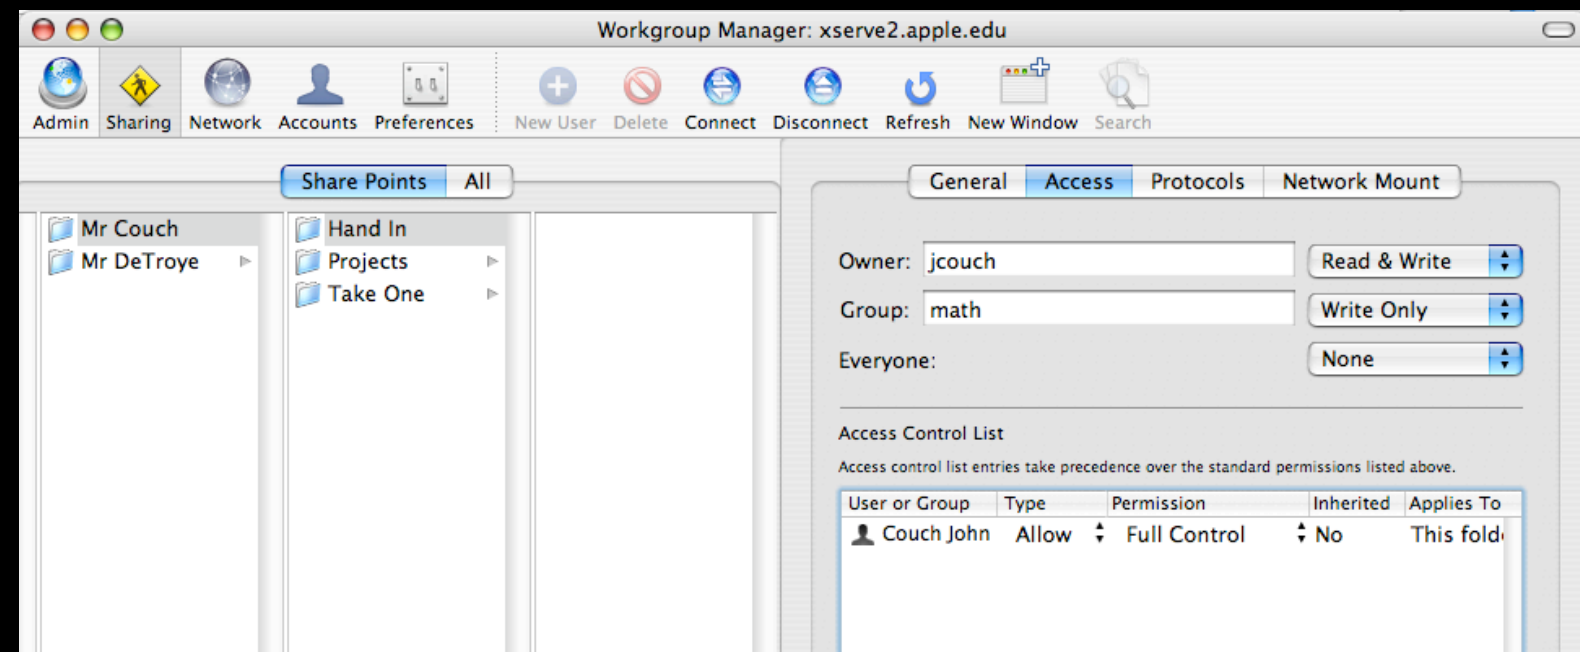 Workgroup Manager: xserve2.apple.edu
Admin Sharing Network Accounts Preferences New User Delete Connect Disconnect Refresh New Window Search
Share Points All
General Access Protocols Network Mount
Mr Couch
Mr DeTroye
Hand In
Projects
Take One
Owner: jcouch Read & Write
Group: math Write Only
Everyone: None
Access Control List
Access control list entries take precedence over the standard permissions listed above.
User or Group Type Permission Inherited Applies To
Couch John Allow Full Control No This fold